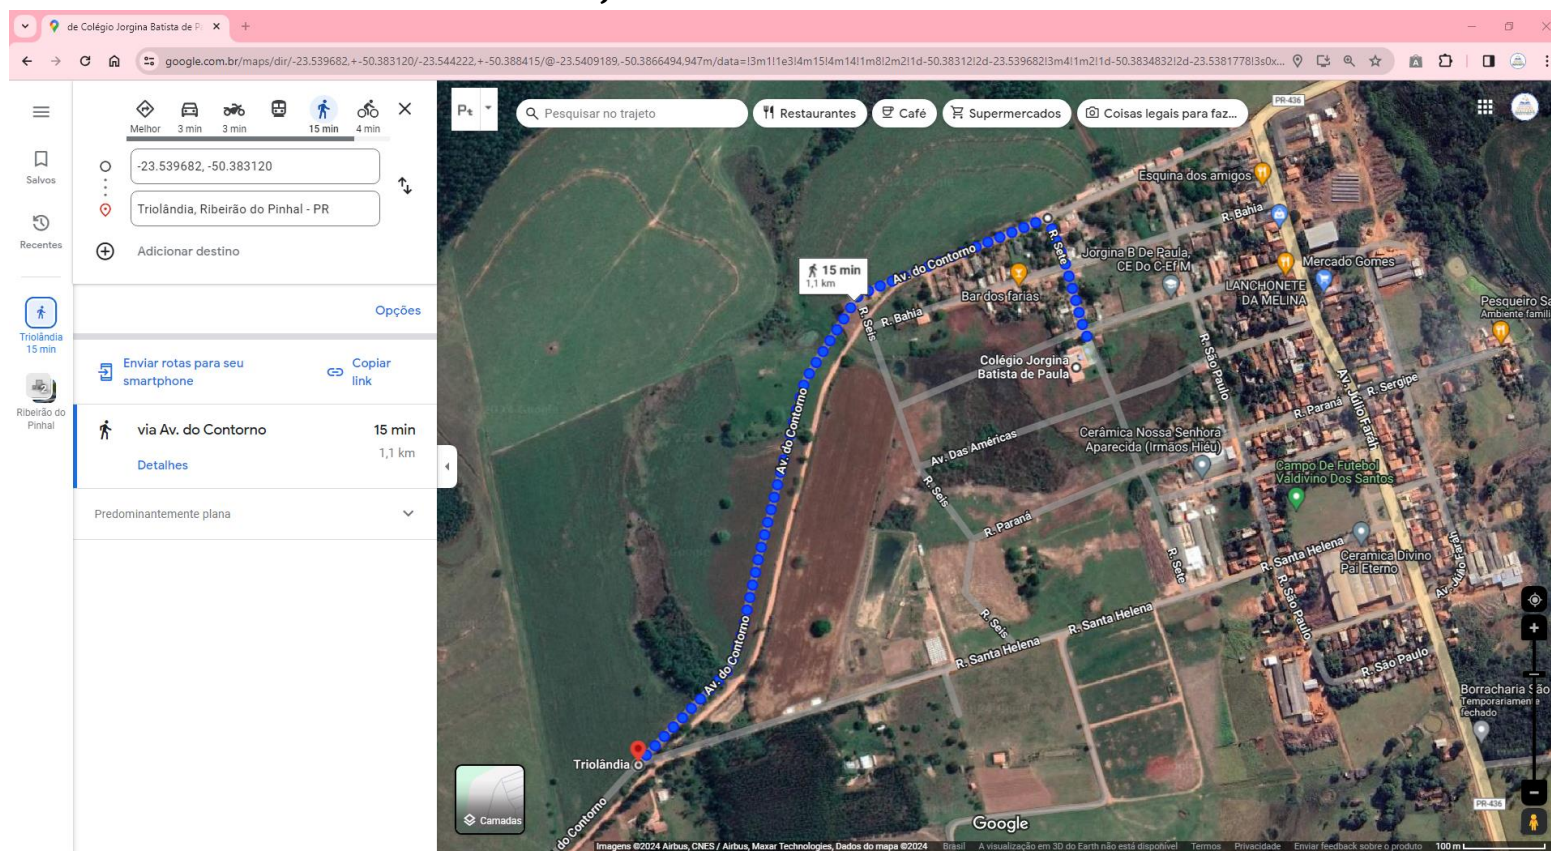 de Colégio Jorgina Batista de P
google.com.br/maps/dir/-23.539682,+-50.383120/-23.544222,+-50.388415/@-23.5409189,-50.3866494,947m/data=!3m1!1e3!4m15!4m14!1m8!2m2!1d-50.38312!2d-23.539682!3m4!1m2!1d-50.3834832!2d-23.5381778!3s0x...
Melhor
3 min
3 min
15 min
4 min
-23.539682, -50.383120
Triolândia, Ribeirão do Pinhal - PR
Adicionar destino
Salvos
Recentes
Triolândia
15 min
Ribeirão do
Pinhal
Opções
Enviar rotas para seu
smartphone
Copiar
link
via Av. do Contorno
15 min
1,1 km
Detalhes
Predominantemente plana
Pt
Pesquisar no trajeto
Restaurantes
Café
Supermercados
Coisas legais para faz...
PR-436
Esquina dos amigos
R. Bahia
R. Sete
Jorgina B De Paula,
CE Do C-Ef M
Mercado Gomes
Av. do Contorno
15 min
1,1 km
Bar dos farias
LANCHONETE
DA MELINA
Pesqueiro Sa
Ambiente famili
R. Seis
R. Bahia
Colégio Jorgina
Batista de Paula
R. São Paulo
R. Sergipe
R. Paraná
Av. Júlio Farah
Av. do Contorno
Av. Das Américas
Cerâmica Nossa Senhora
Aparecida (Irmãos Hieu)
Campo De Futebol
Valdivino Dos Santos
R. Seis
R. Paraná
R. Sete
R. Santa Helena
Ceramica Divino
Pai Eterno
Av. Júlio Farah
R. São Paulo
R. Seis
R. Santa Helena
R. Santa Helena
Av. do Contorno
R. São Paulo
Borracharia São
Temporariamente
fechado
Triolândia
do Contorno
Camadas
PR-436
Google
Imagens ©2024 Airbus, CNES / Airbus, Maxar Technologies, Dados do mapa ©2024
Brasil
A visualização em 3D do Earth não está disponível
Termos
Privacidade
Enviar feedback sobre o produto
100 m